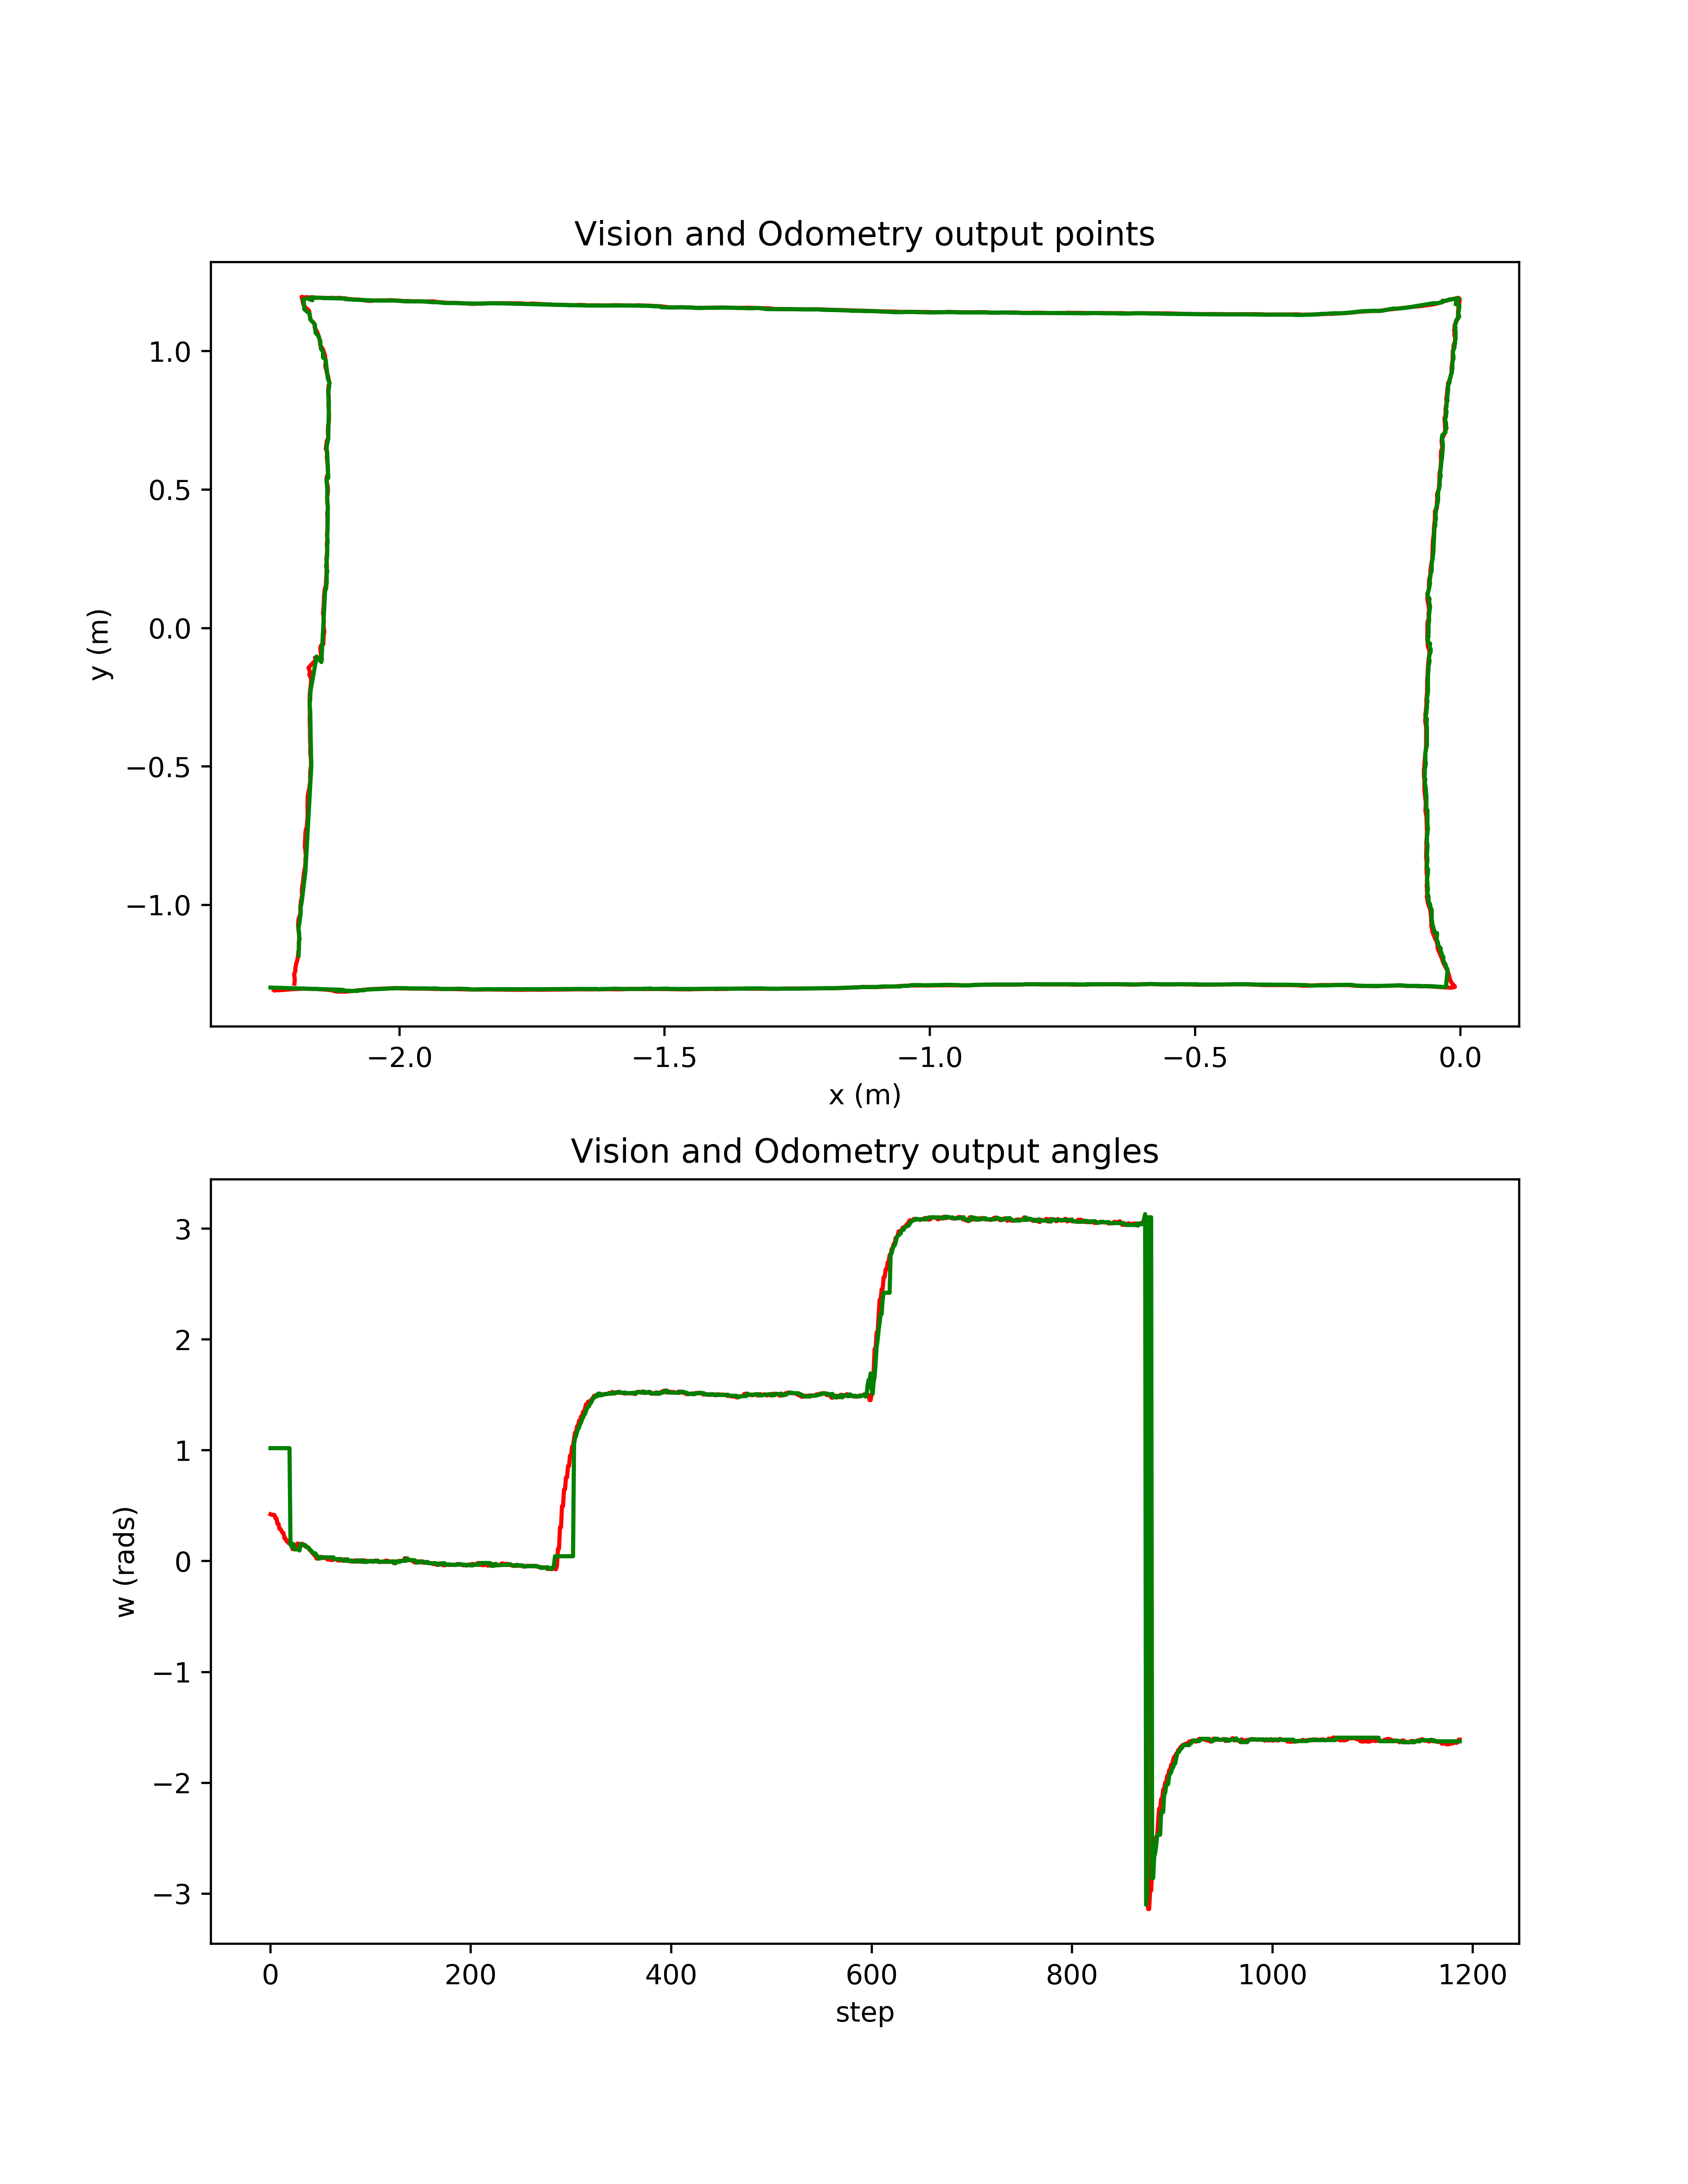 Vision and Odometry output points
1.0
0.5
0.0
−0.5
−1.0
y (m)
−2.0 −1.5 −1.0 −0.5 0.0
x (m)
Vision and Odometry output angles
3
2
1
0
−1
−2
−3
w (rads)
0 200 400 600 800 1000 1200
step